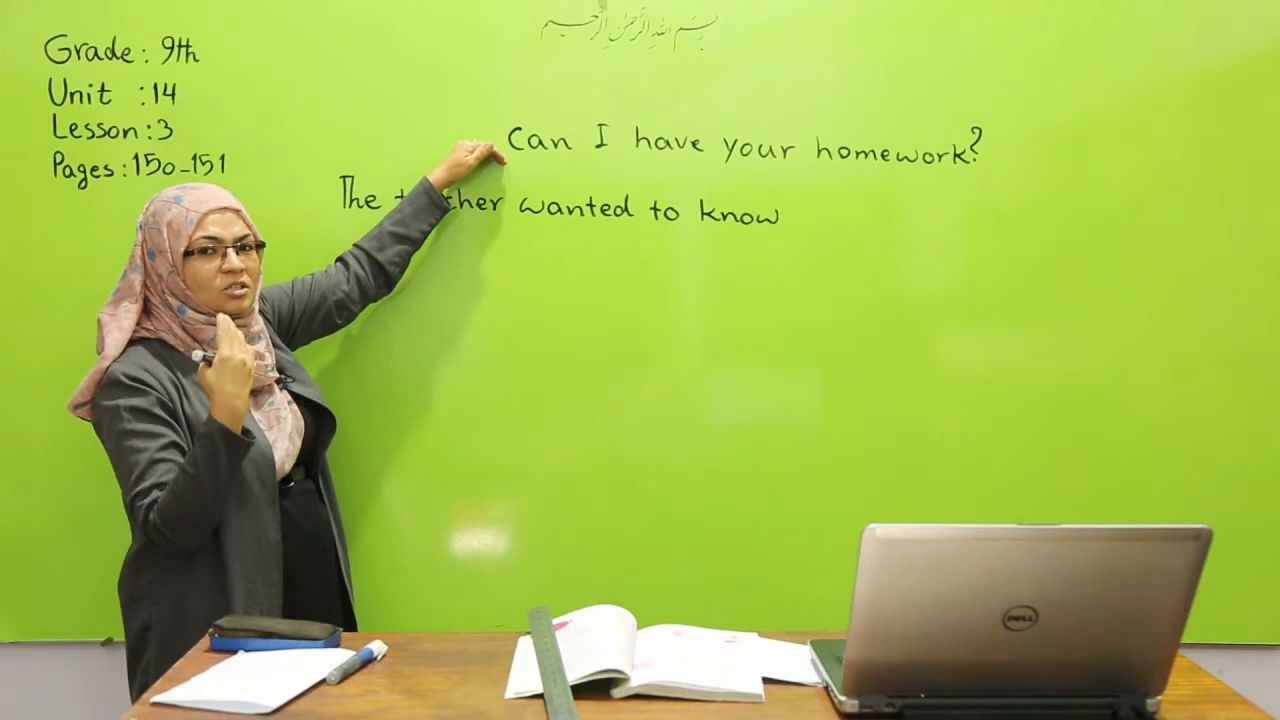 بسم الله الرحمن الرحيم
Grade: 9th
Unit : 14
Lesson: 3
Pages: 150-151
Can I have your homework?
The wanted to know
DELL